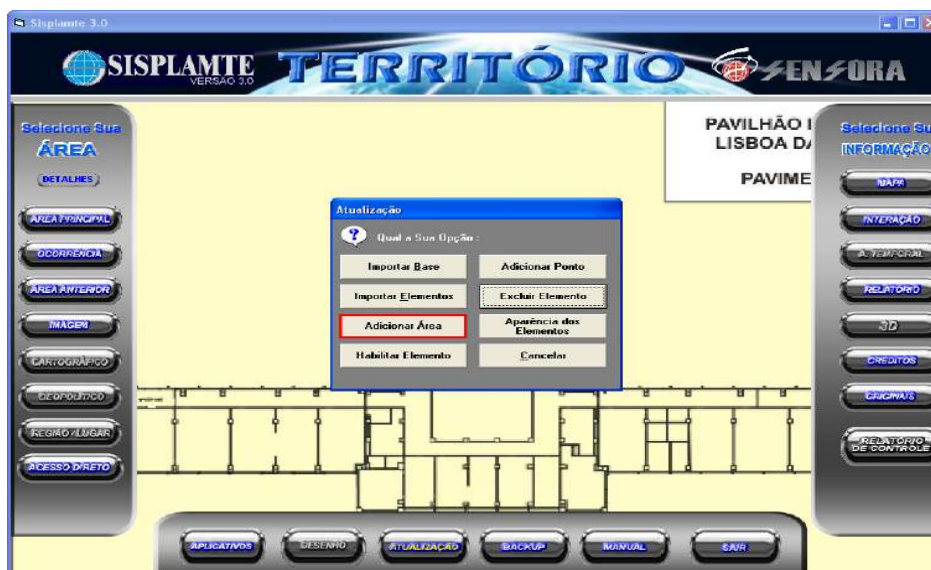 Sisplamte 3.0
SISPLAMTE
VERSÃO 3.0
TERRITÓRIO
SENSORA
Selecione Sua
ÁREA
DETALHES
ÁREA PRINCIPAL
OCORRÊNCIA
ÁREA ANTERIOR
IMAGEM
CARTOGRÁFICO
GEOPOLÍTICO
REGIÃO / LUGAR
ACESSO DIRETO
PAVILHÃO
LISBOA DA
PAVIME
Atualização
Qual a Sua Opção :
Importar Base
Adicionar Ponto
Importar Elementos
Excluir Elemento
Adicionar Área
Aparência dos
Elementos
Habilitar Elemento
Cancelar
Selecione Su
INFORMAÇÃO
MAPA
INTERAÇÃO
A. TEMPORAL
RELATÓRIO
3D
CRÉDITOS
ORIGINAIS
RELATÓRIO
DE CONTROLE
APLICATIVOS
DESENHO
ATUALIZAÇÃO
BACKUP
MANUAL
SAIR